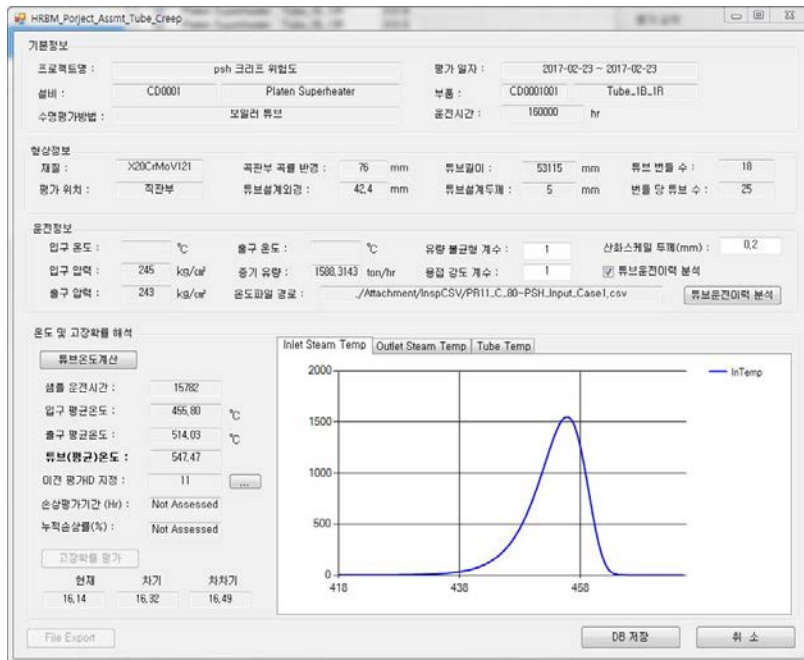 HRBM_Porject_Assmt_Tube_Creep
기본정보
프로젝트명 : psh 크리프 위험도 평가 일자 : 2017-02-23 ~ 2017-02-23
설비 : CD0001 Platen Superheater 부품 : CD0001001 Tube_1B_1R
수명평가방법 : 보일러 튜브 운전시간 : 160000 hr
형상정보
재질 : X20CrMoV121 곡관부 곡률 반경 : 76 mm 튜브길이 : 53115 mm 튜브 번들 수 : 18
평가 위치 : 직관부 튜브설계외경 : 42,4 mm 튜브설계두께 : 5 mm 번들 당 튜브 수 : 25
운전정보
입구 온도 : ℃ 출구 온도 : ℃ 유량 불균형 계수 : 1 산화스케일 두께(mm) : 0,2
입구 압력 : 245 kg/㎠ 증기 유량 : 1588,3143 ton/hr 용접 강도 계수 : 1 튜브운전이력 분석
출구 압력 : 243 kg/㎠ 온도파일 경로 : ./Attachment/InspCSV/PR11_C_80-PSH_Input_Case1.csv 튜브운전이력 분석
온도 및 고장확률 해석
튜브온도계산
샘플 운전시간 : 15782
입구 평균온도 : 455,80 ℃
출구 평균온도 : 514,03 ℃
튜브(평균)온도 : 547,47
이전 평가ID 지정 : 11 ...
손상평가기간 (Hr) : Not Assessed
누적손상률(%) : Not Assessed
고장확률 평가
현재 차기 차차기
16,14 16,32 16,49
Inlet Steam Temp Outlet Steam Temp Tube Temp
2000
1500
1000
500
0
418 438 458
InTemp
File Export DB 저장 취 소